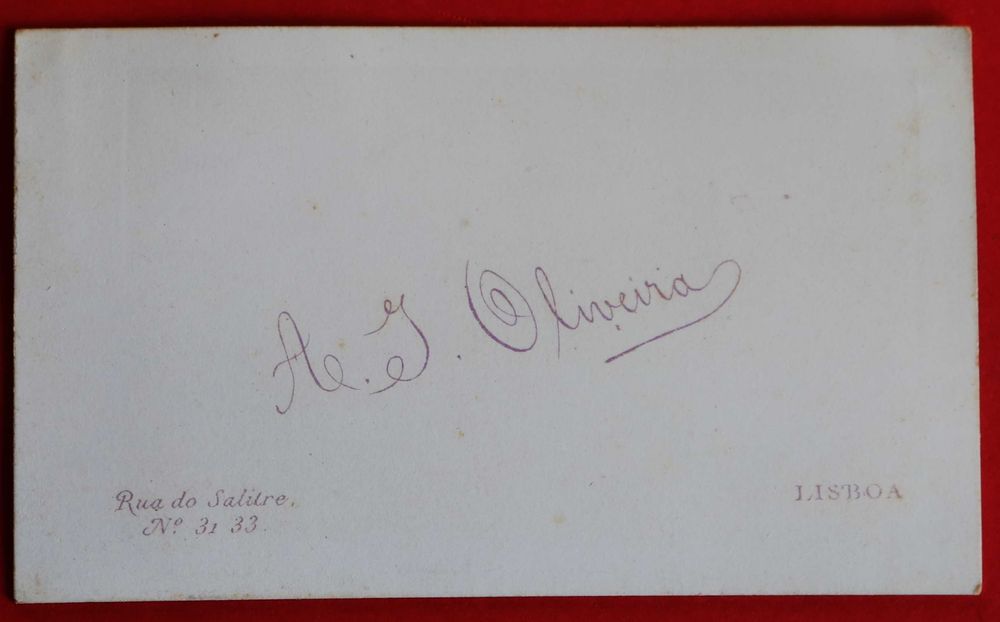 A. J. Oliveira
Rua do Salitre.
Nº 31 33.
LISBOA